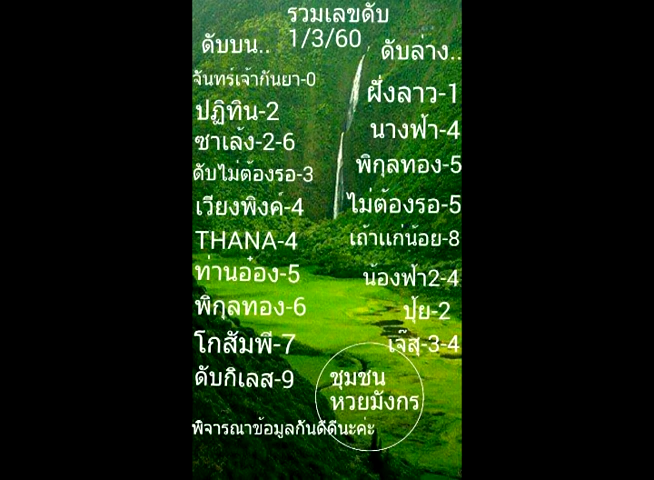 รวมเลขดับ
1/3/60
ดับบน..
จันทร์เจ้ากันยา-0
ปฏิทิน-2
ซาเล้ง-2-6
ดับไม่ต้องรอ-3
เวียงพิงค์-4
THANA-4
ท่านอ๋อง-5
พิกุลทอง-6
โกสัมพี-7
ดับกิเลส-9
ดับล่าง..
ฝั่งลาว-1
นางฟ้า-4
พิกุลทอง-5
ไม่ต้องรอ-5
เถ้าแก่น้อย-8
น้องฟ้า2-4
ปุ้ย-2
เจ๊สุ-3-4
ชุมชน
หวยมังกร
พิจารณาข้อมูลกันดีดีนะค่ะ